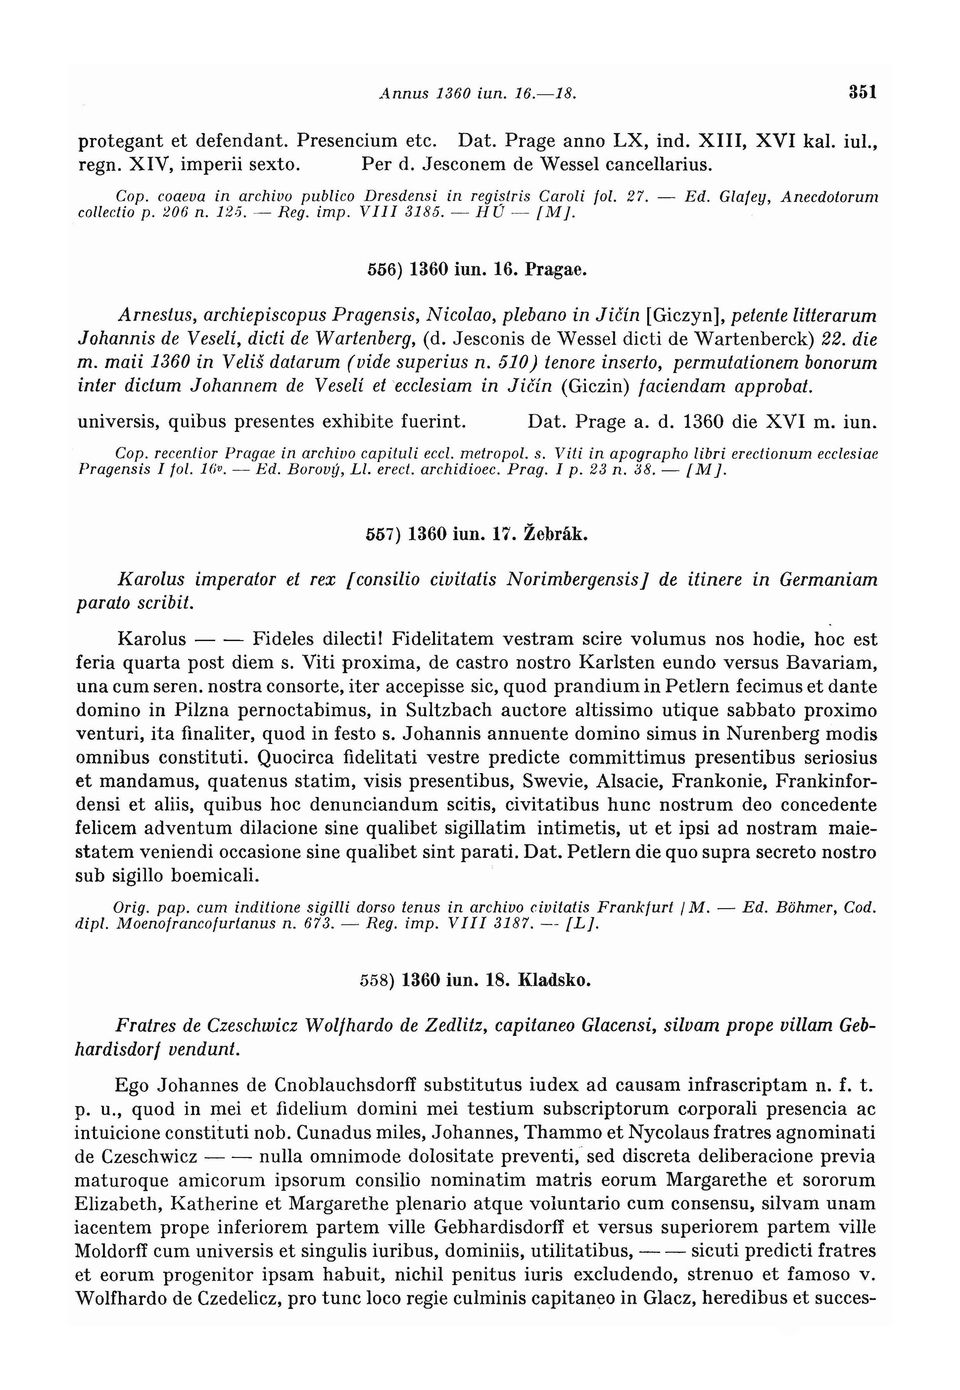 Annus 1360 iun. 16.—18. 351
protegant et defendant. Presencium etc. Dat. Prage anno LX, ind. XIII, XVI kal. iul.,
regn. XIV, imperii sexto. Per d. Jesconem de Wessel cancellarius.
Cop. coaeva in archivo publico Dresdensi in registris Caroli fol. 27. — Ed. Glafey, Anecdotorum
collectio p. 206 n. 125. — Reg. imp. VIII 3185. — HÚ — [M].
556) 1360 iun. 16. Pragae.
Arnestus, archiepiscopus Pragensis, Nicolao, plebano in Jičín [Giczyn], petente litterarum
Johannis de Veselí, dicti de Wartenberg, (d. Jesconis de Wessel dicti de Wartenberck) 22. die
m. maii 1360 in Veliš datarum (vide superius n. 510) tenore inserto, permutationem bonorum
inter dictum Johannem de Veselí et ecclesiam in Jičín (Giczin) faciendam approbat.
universis, quibus presentes exhibite fuerint. Dat. Prage a. d. 1360 die XVI m. iun.
Cop. recentior Pragae in archivo capituli eccl. metropol. s. Viti in apographo libri erectionum ecclesiae
Pragensis I fol. 16v. — Ed. Borový, Ll. erect. archidioec. Prag. I p. 23 n. 38. — [M].
557) 1360 iun. 17. Žebrák.
Karolus imperator et rex [consilio civitatis Norimbergensis] de itinere in Germaniam
parato scribit.
Karolus — — Fideles dilecti! Fidelitatem vestram scire volumus nos hodie, hoc est
feria quarta post diem s. Viti proxima, de castro nostro Karlsten eundo versus Bavariam,
una cum seren. nostra consorte, iter accepisse sic, quod prandium in Petlern fecimus et dante
domino in Pilzna pernoctabimus, in Sultzbach auctore altissimo utique sabbato proximo
venturi, ita finaliter, quod in festo s. Johannis annuente domino simus in Nurenberg modis
omnibus constituti. Quocirca fidelitati vestre predicte committimus presentibus seriosius
et mandamus, quatenus statim, visis presentibus, Swevie, Alsacie, Frankonie, Frankinfor-
densi et aliis, quibus hoc denunciandum scitis, civitatibus hunc nostrum deo concedente
felicem adventum dilacione sine qualibet sigillatim intimetis, ut et ipsi ad nostram maie-
statem veniendi occasione sine qualibet sint parati. Dat. Petlern die quo supra secreto nostro
sub sigillo boemicali.
Orig. pap. cum inditione sigilli dorso tenus in archivo civitatis Frankfurt /M. — Ed. Böhmer, Cod.
dipl. Moenofrancofurtanus n. 673. — Reg. imp. VIII 3187. — [L].
558) 1360 iun. 18. Kladsko.
Fratres de Czeschwicz Wolfhardo de Zedlitz, capitaneo Glacensi, silvam prope villam Geb-
hardisdorf vendunt.
Ego Johannes de Cnoblauchsdorff substitutus iudex ad causam infrascriptam n. f. t.
p. u., quod in mei et fidelium domini mei testium subscriptorum corporali presencia ac
intuicione constituti nob. Cunadus miles, Johannes, Thammo et Nycolaus fratres agnominati
de Czeschwicz — — nulla omnimode dolositate preventi, sed discreta deliberacione previa
maturoque amicorum ipsorum consilio nominatim matris eorum Margarethe et sororum
Elizabeth, Katherine et Margarethe plenario atque voluntario cum consensu, silvam unam
iacentem prope inferiorem partem ville Gebhardisdorff et versus superiorem partem ville
Moldorff cum universis et singulis iuribus, dominiis, utilitatibus, — — sicuti predicti fratres
et eorum progenitor ipsam habuit, nichil penitus iuris excludendo, strenuo et famoso v.
Wolfhardo de Czedelicz, pro tunc loco regie culminis capitaneo in Glacz, heredibus et succes-